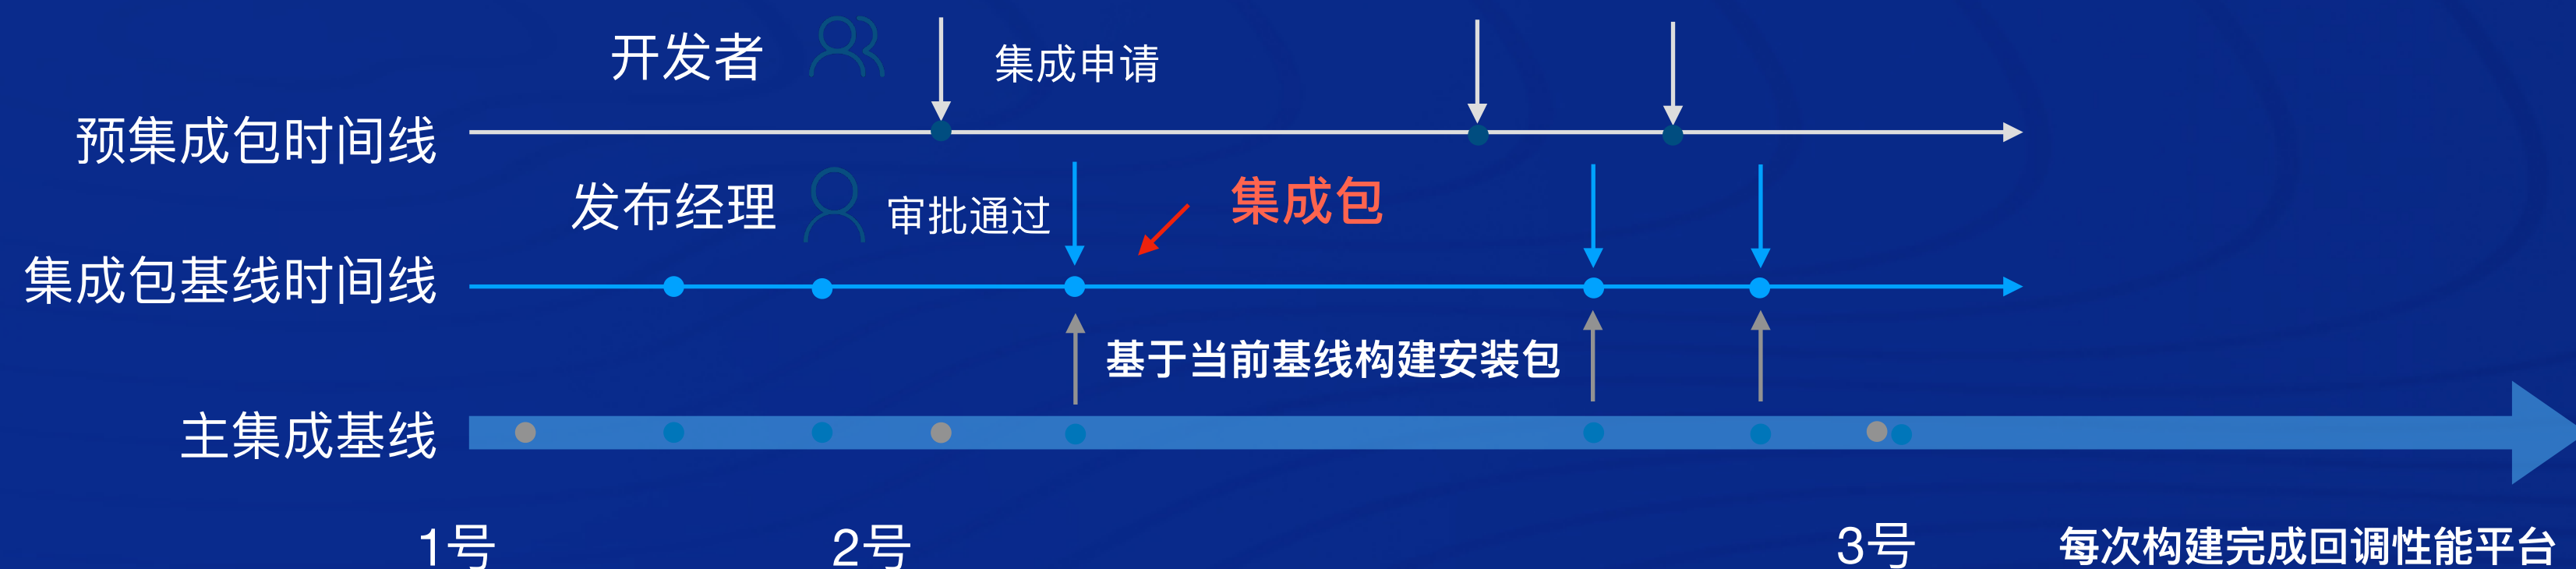 开发者
集成申请
预集成包时间线
发布经理
审批通过
集成包
集成包基线时间线
基于当前基线构建安装包
主集成基线
1号
2号
3号
每次构建完成回调性能平台